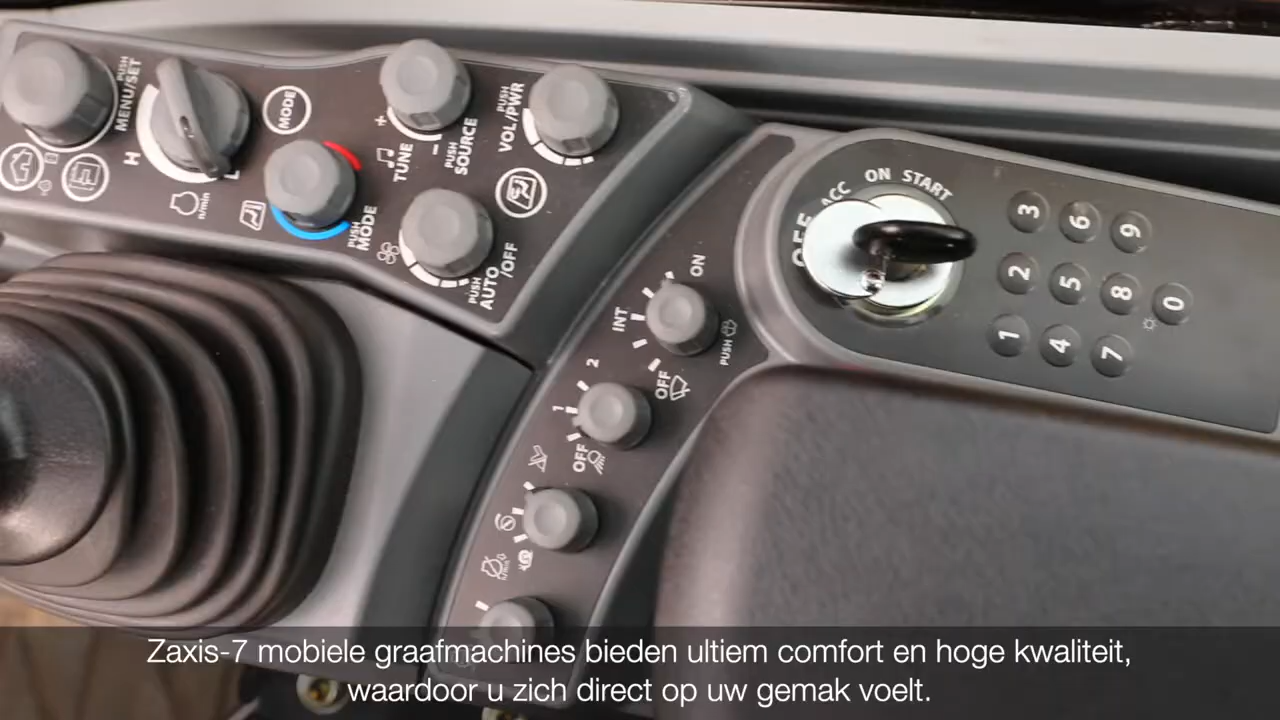 PUSH
MENU/SET
H
n/min
MODE
PUSH
MODE
+
-
TUNE
PUSH
SOURCE
PUSH
VOL/PWR
PUSH
AUTO
/OFF
OFF
ACC
ON
START
3
6
9
2
5
8
0
1
4
7
ON
INT
OFF
PUSH
2
1
OFF
n/min
Zaxis-7 mobiele graafmachines bieden ultiem comfort en hoge kwaliteit,
waardoor u zich direct op uw gemak voelt.